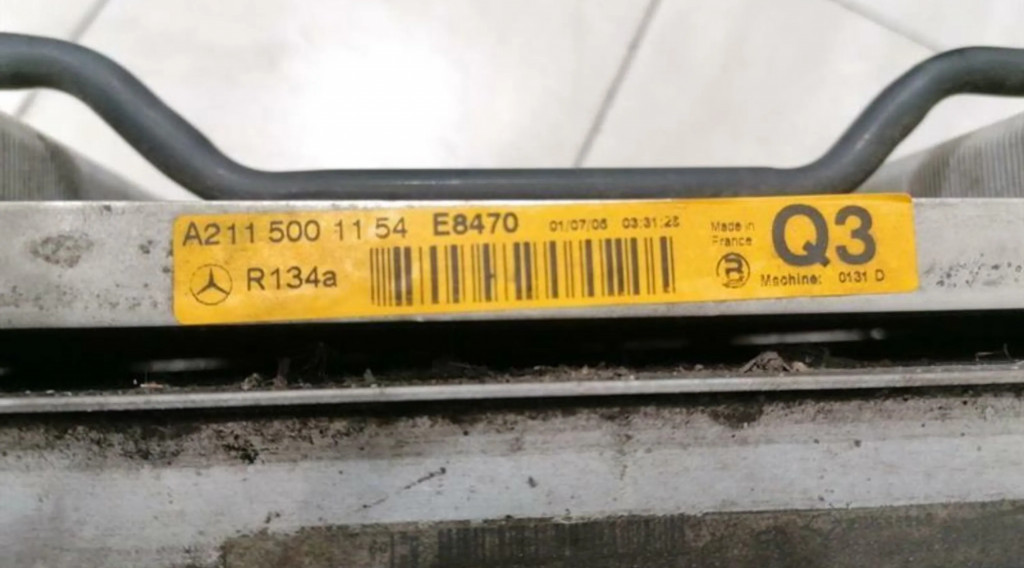 A211 500 11 54 E8470 01/07/06 03:31:28
Made in
France
Q3
R134a
Machine: 0131 D